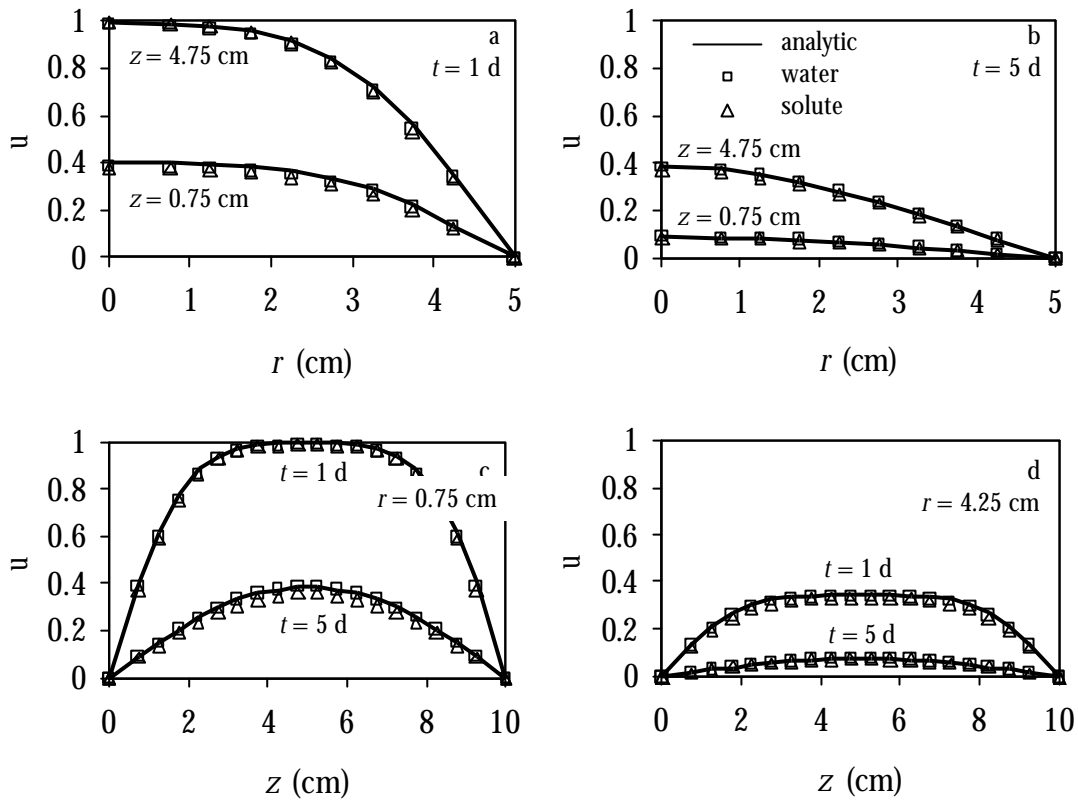 1
0.8
0.6
0.4
0.2
0
u
a
t = 1 d
z = 4.75 cm
z = 0.75 cm
0 1 2 3 4 5
r (cm)
1
0.8
0.6
0.4
0.2
0
u
b
t = 5 d
analytic
water
solute
z = 4.75 cm
z = 0.75 cm
0 1 2 3 4 5
r (cm)
1
0.8
0.6
0.4
0.2
0
u
c
r = 0.75 cm
t = 1 d
t = 5 d
0 2 4 6 8 10
z (cm)
1
0.8
0.6
0.4
0.2
0
u
d
r = 4.25 cm
t = 1 d
t = 5 d
0 2 4 6 8 10
z (cm)